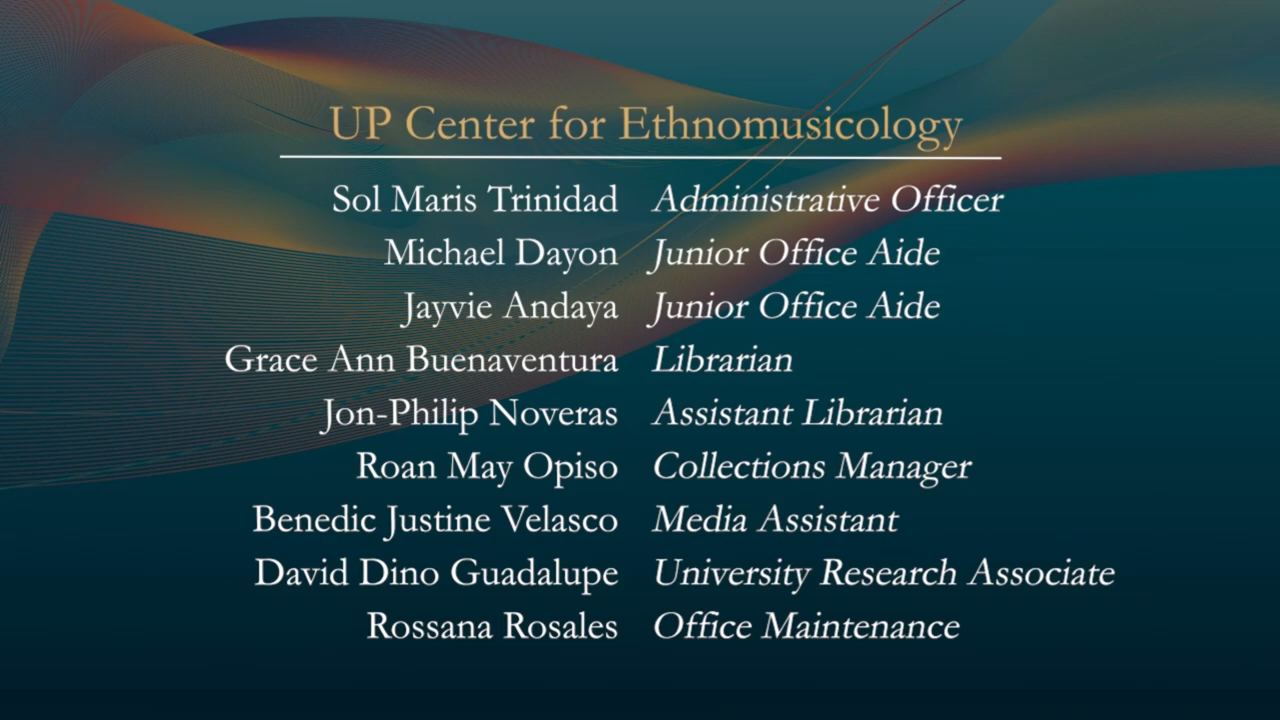 UP Center for Ethnomusicology
Sol Maris Trinidad Administrative Officer
Michael Dayon Junior Office Aide
Jayvie Andaya Junior Office Aide
Grace Ann Buenaventura Librarian
Jon-Philip Noveras Assistant Librarian
Roan May Opiso Collections Manager
Benedic Justine Velasco Media Assistant
David Dino Guadalupe University Research Associate
Rossana Rosales Office Maintenance